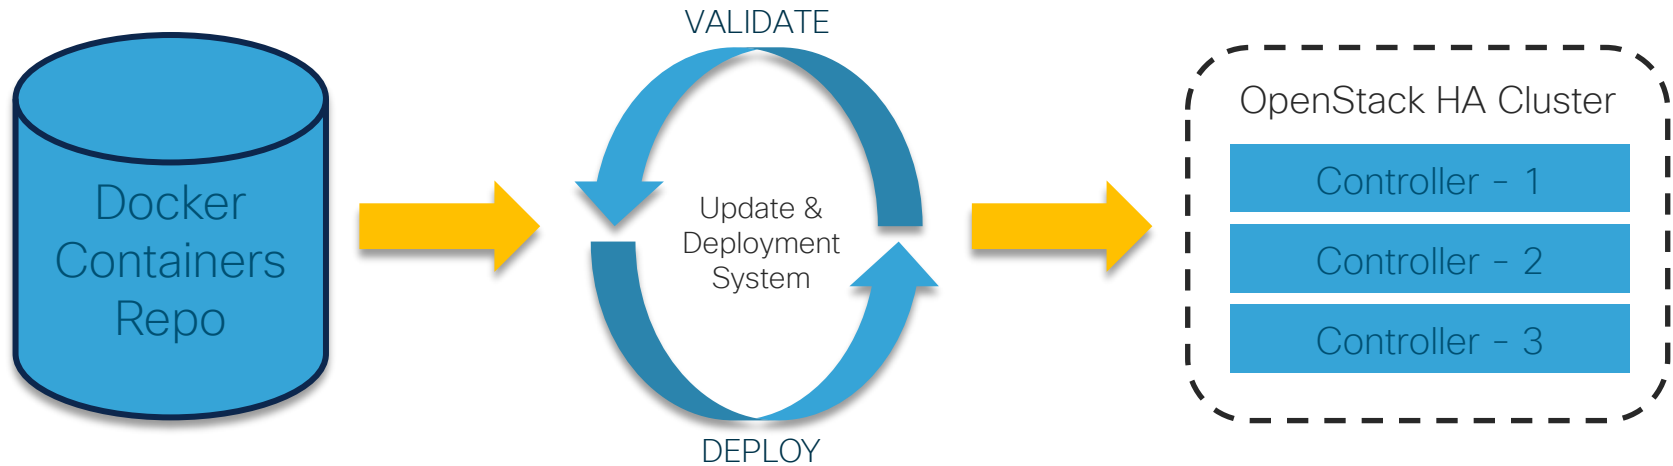 Docker
Containers
Repo
VALIDATE
Update &
Deployment
System
DEPLOY
OpenStack HA Cluster
Controller - 1
Controller - 2
Controller - 3